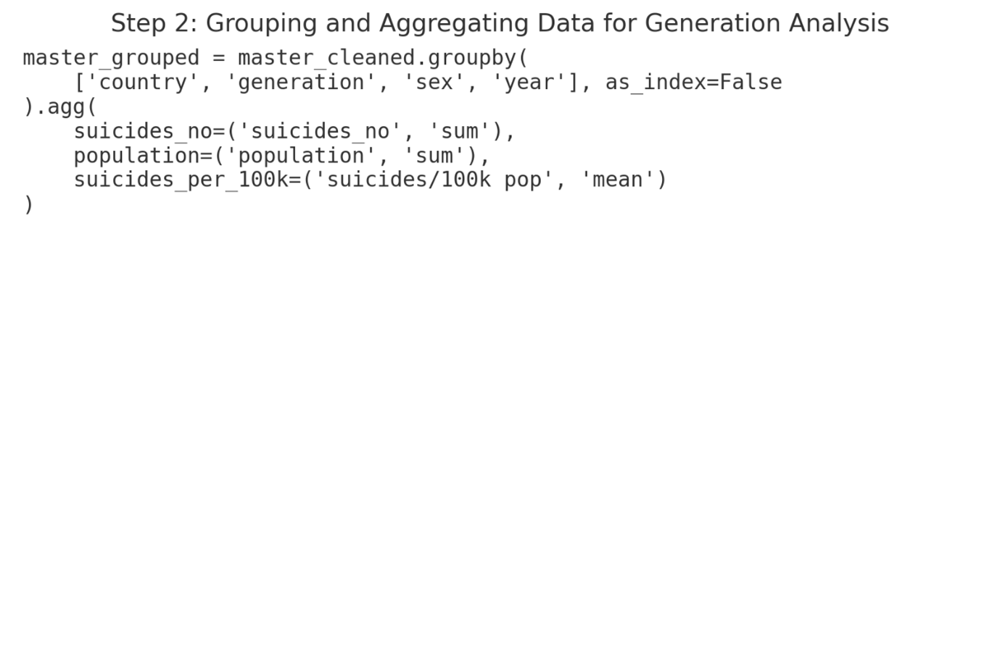 Step 2: Grouping and Aggregating Data for Generation Analysis
master_grouped = master_cleaned.groupby(
    ['country', 'generation', 'sex', 'year'], as_index=False
).agg(
    suicides_no=('suicides_no', 'sum'),
    population=('population', 'sum'),
    suicides_per_100k=('suicides/100k pop', 'mean')
)